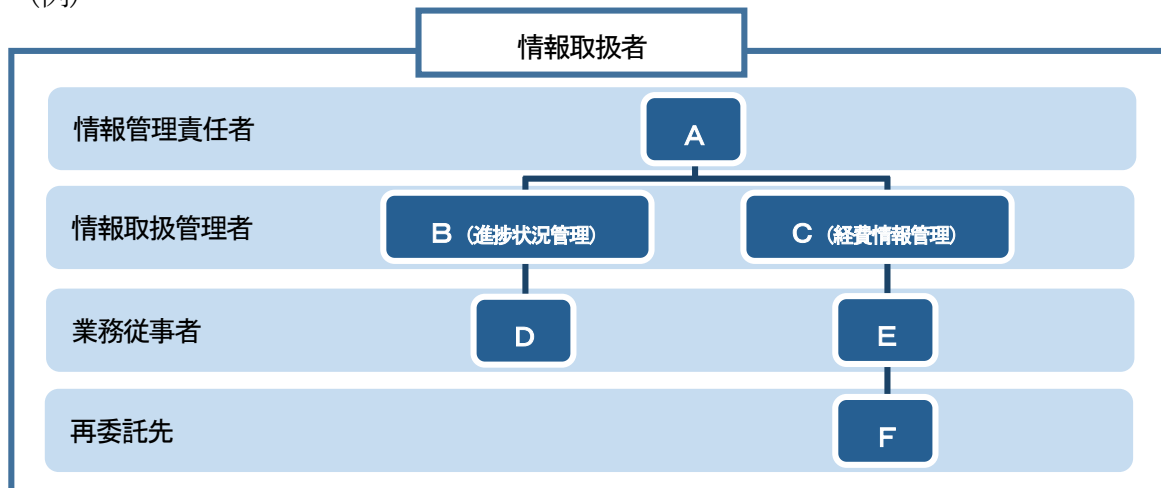 （例）
情報取扱者
情報管理責任者
A
情報取扱管理者
B（進捗状況管理）
C（経費情報管理）
業務従事者
D
E
再委託先
F